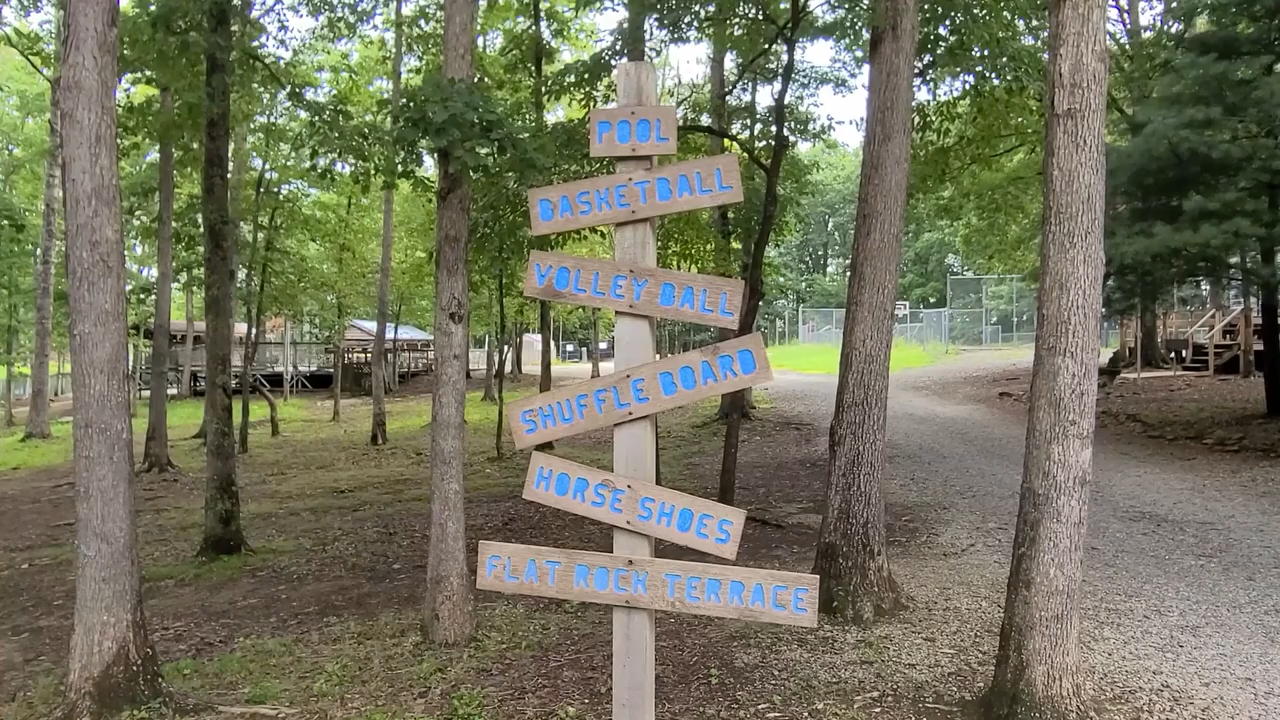 POOL
BASKETBALL
VOLLEY BALL
SHUFFLE BOARD
HORSE SHOES
FLAT ROCK TERRACE